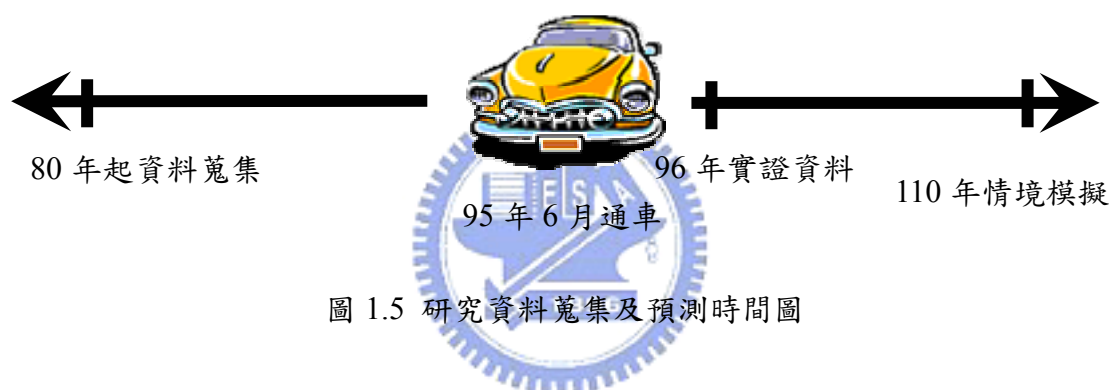 80 年起資料蒐集
95 年 6 月通車
96 年實證資料
110 年情境模擬
圖 1.5 研究資料蒐集及預測時間圖